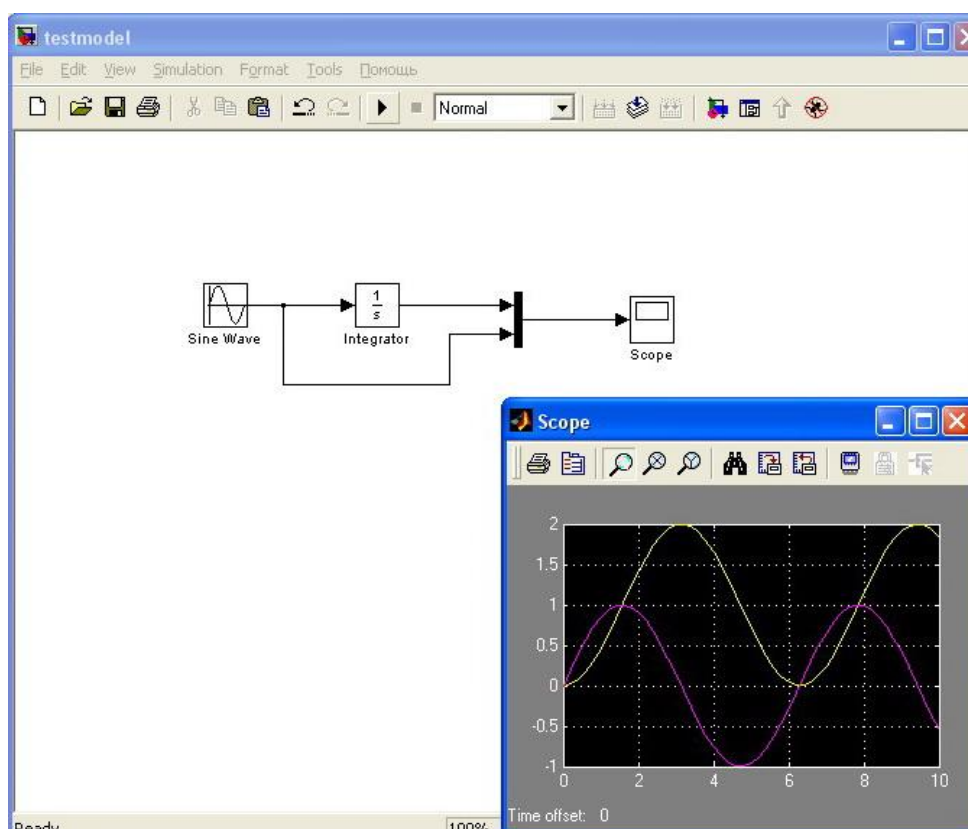 testmodel
File Edit View Simulation Format Tools Помощь
Normal
1
s
Sine Wave
Integrator
Scope
Scope
2
1.5
1
0.5
0
-0.5
-1
0 2 4 6 8 10
Time offset: 0
Ready 100%